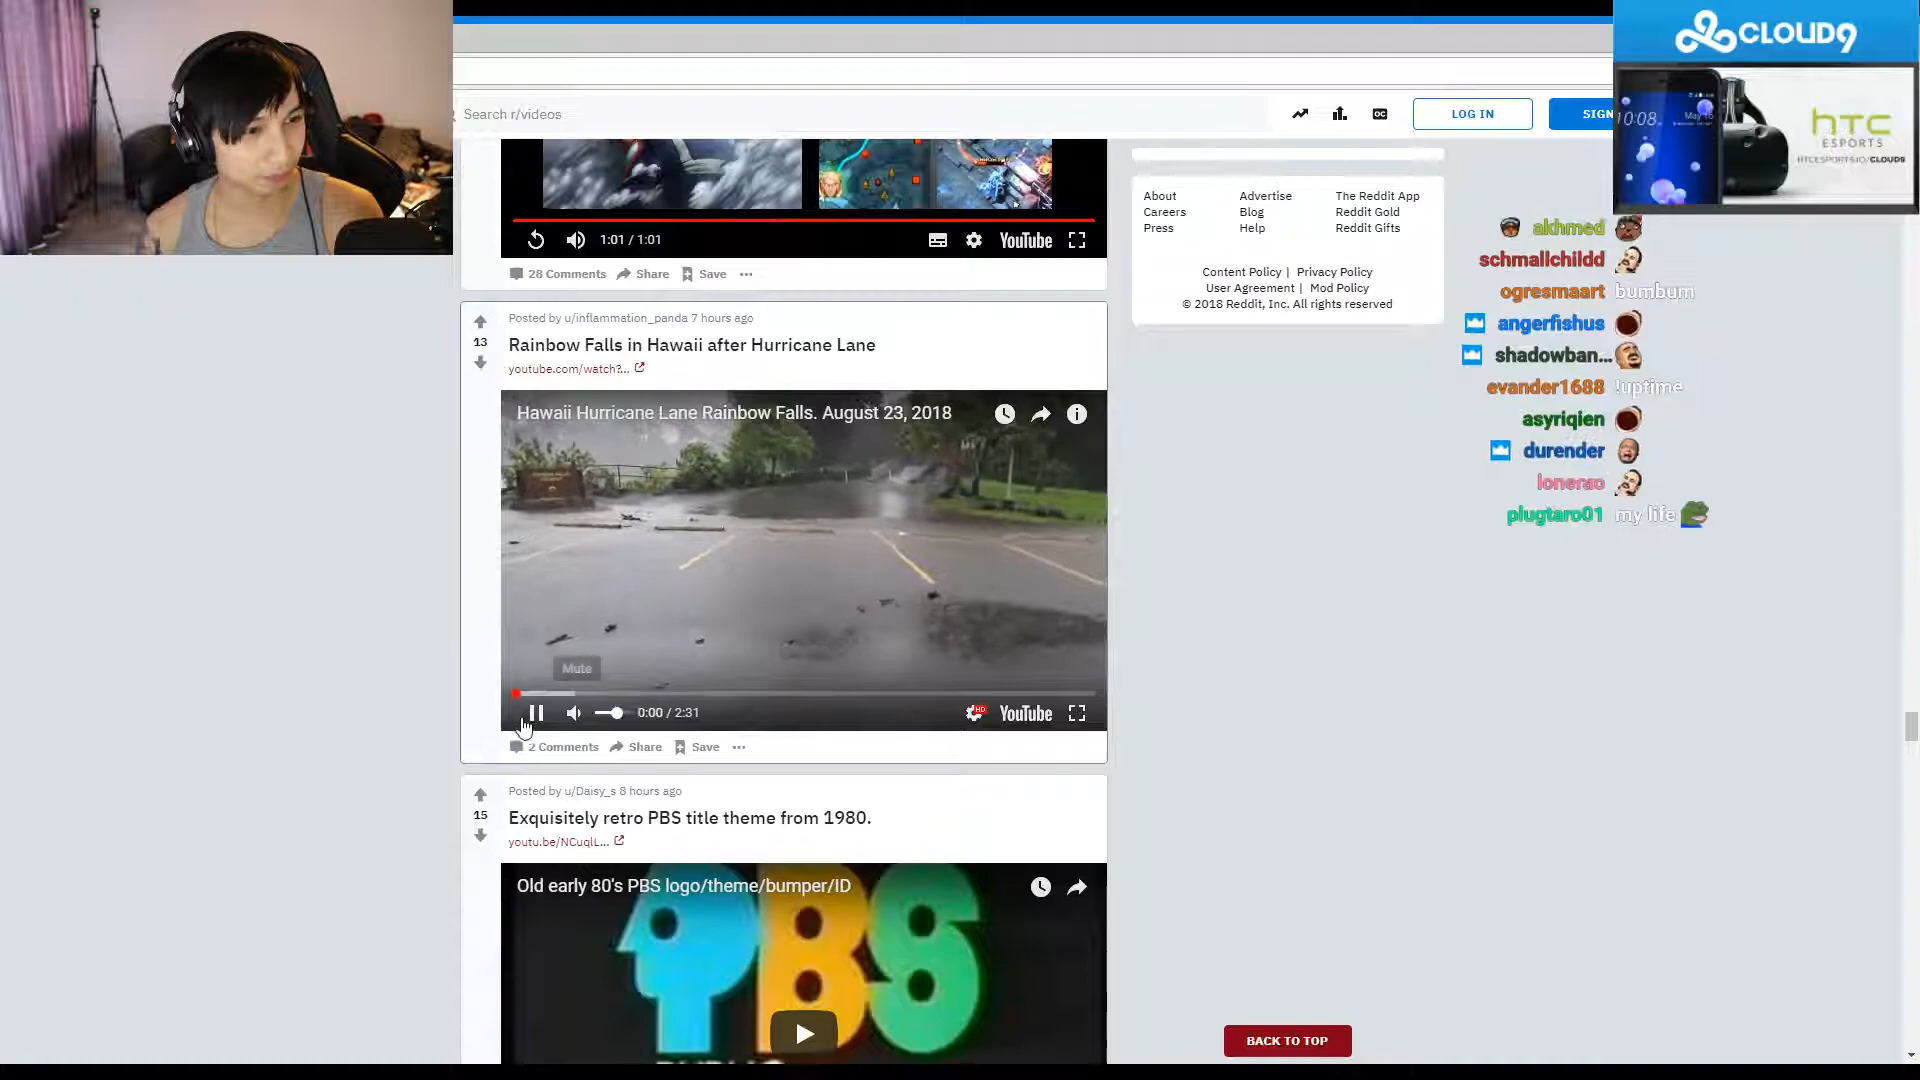 CLOUD9
10:08
May 16
htc
ESPORTS
HTCESPORTS.IO/CLOUD9
Search r/videos
LOG IN
SIGN
1:01 / 1:01
YouTube
28 Comments
Share
Save
Posted by u/inflammation_panda 7 hours ago
13
Rainbow Falls in Hawaii after Hurricane Lane
youtube.com/watch?...
Hawaii Hurricane Lane Rainbow Falls. August 23, 2018
Mute
0:00 / 2:31
HD
YouTube
2 Comments
Share
Save
Posted by u/Daisy_s 8 hours ago
15
Exquisitely retro PBS title theme from 1980.
youtu.be/NCuqlL...
Old early 80's PBS logo/theme/bumper/ID
PBS
About
Advertise
The Reddit App
Careers
Blog
Reddit Gold
Press
Help
Reddit Gifts
Content Policy | Privacy Policy
User Agreement | Mod Policy
© 2018 Reddit, Inc. All rights reserved
akhmed
schmallchildd
ogresmaart bumbum
angerfishus
shadowban...
evander1688 !uptime
asyriqien
durender
lonerao
plugtaro01 my life
BACK TO TOP